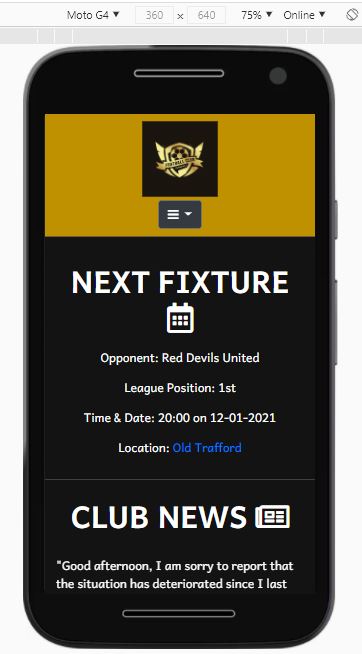 Moto G4 ▼ 360 x 640 75% ▼ Online ▼
FOOTBALL CLUB
NEXT FIXTURE
Opponent: Red Devils United
League Position: 1st
Time & Date: 20:00 on 12-01-2021
Location: Old Trafford
CLUB NEWS
"Good afternoon, I am sorry to report that
the situation has deteriorated since I last